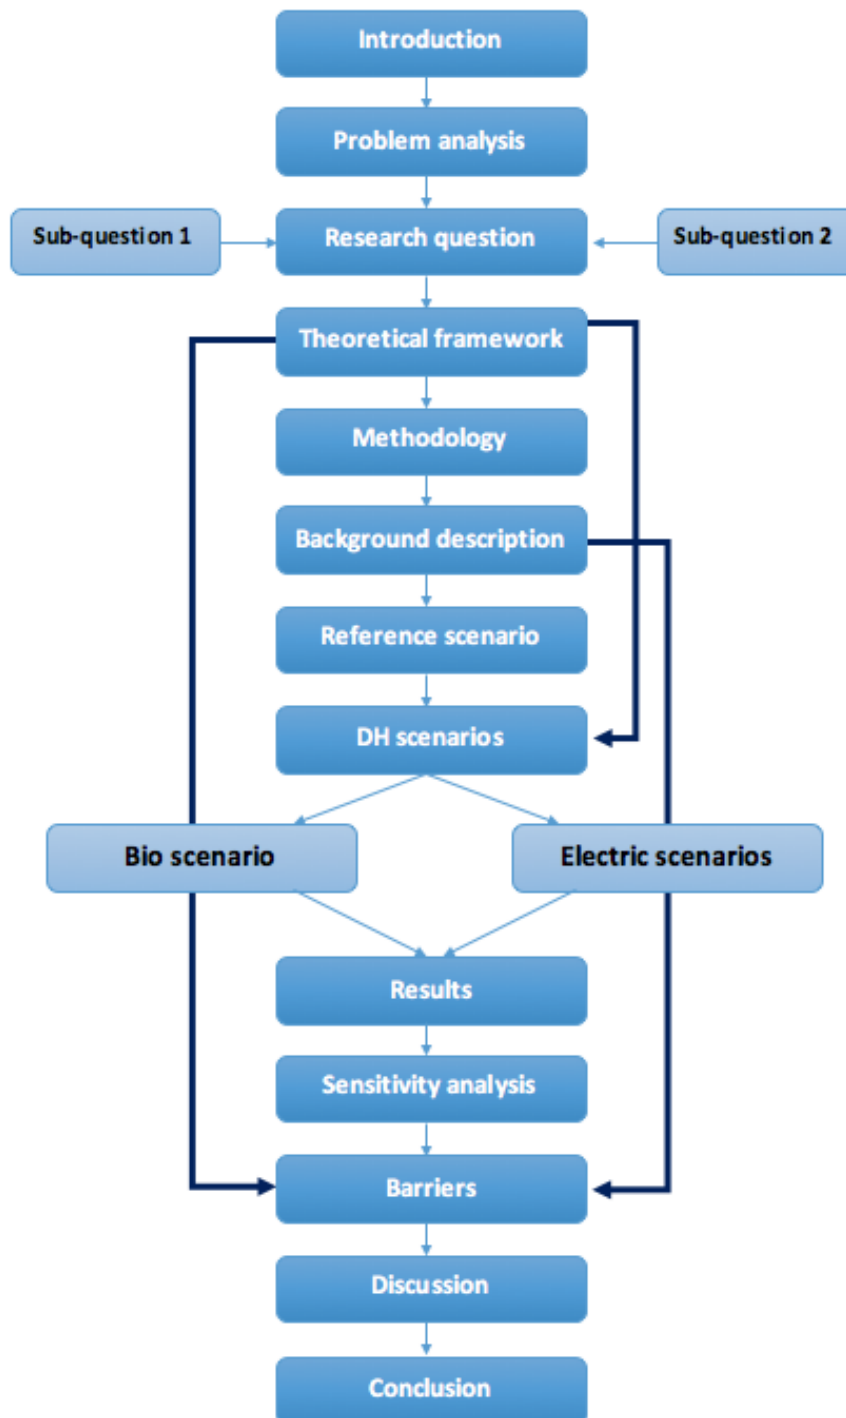 Introduction
Problem analysis
Sub-question 1
Research question
Sub-question 2
Theoretical framework
Methodology
Background description
Reference scenario
DH scenarios
Bio scenario
Electric scenarios
Results
Sensitivity analysis
Barriers
Discussion
Conclusion